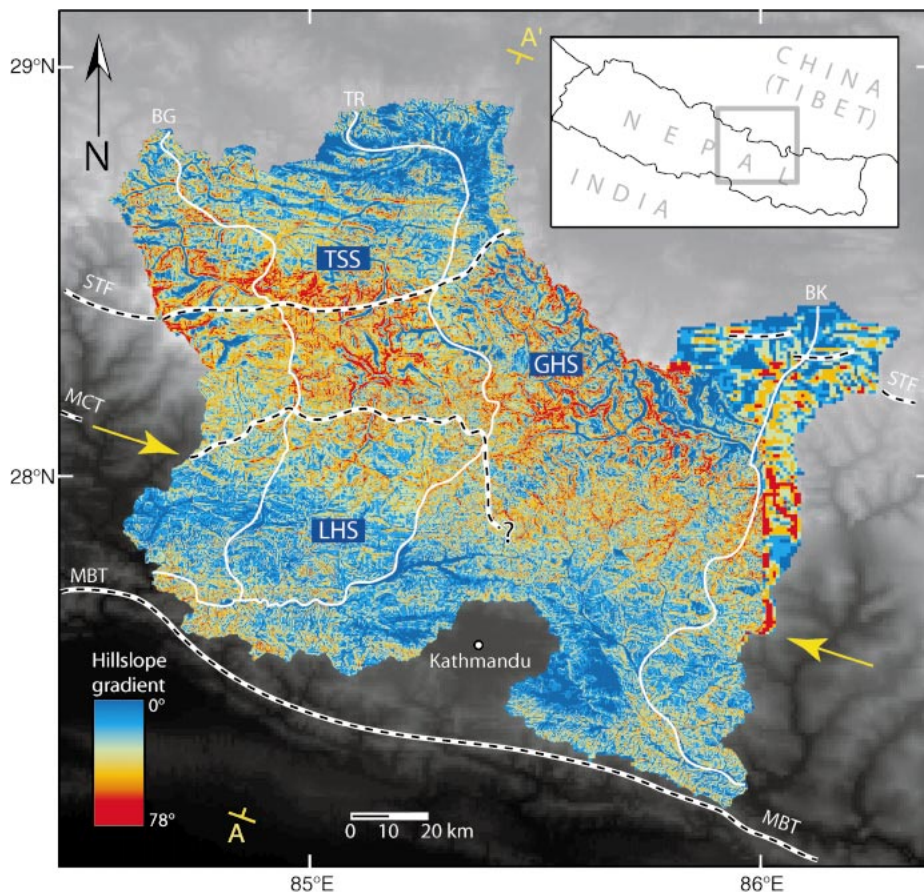 29°N
A'
N
BG
TR
CHINA
(TIBET)
NEPAL
INDIA
TSS
STF
GHS
BK
STF
MCT
28°N
LHS
?
MBT
Kathmandu
Hillslope
gradient
0°
78°
A
0 10 20 km
MBT
85°E
86°E